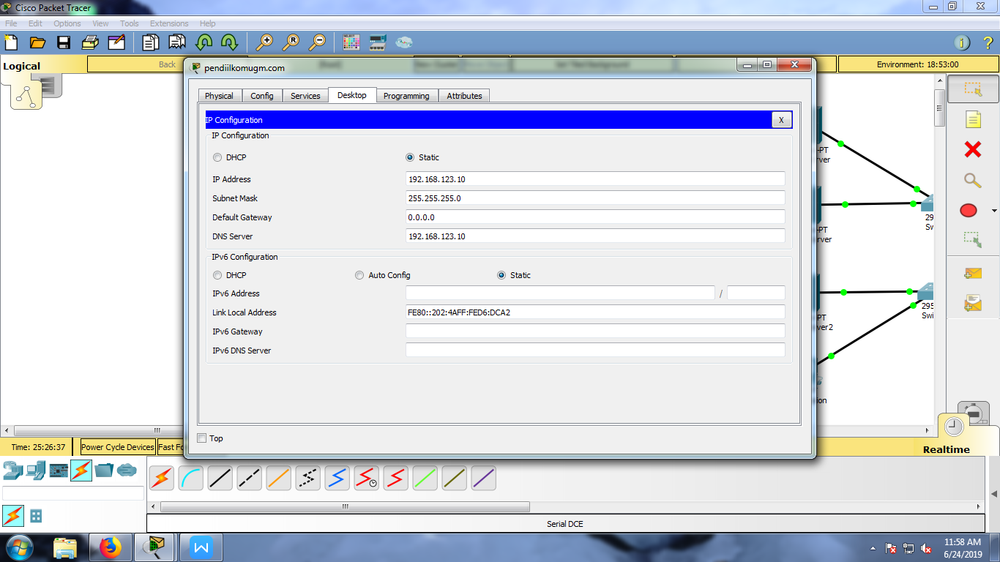 Cisco Packet Tracer
File Edit Options View Tools Extensions Help
Logical
Back
Environment: 18:53:00
pendiilkomugm.com
Physical Config Services Desktop Programming Attributes
IP Configuration X
IP Configuration
DHCP Static
IP Address 192.168.123.10
Subnet Mask 255.255.255.0
Default Gateway 0.0.0.0
DNS Server 192.168.123.10
IPv6 Configuration
DHCP Auto Config Static
IPv6 Address /
Link Local Address FE80::202:4AFF:FED6:DCA2
IPv6 Gateway
IPv6 DNS Server
Top
-PT
rver
29
Sw
-PT
rver
295
Swi
PT
ver2
ion
Time: 25:26:37 Power Cycle Devices Fast Fo
Realtime
Serial DCE
11:58 AM
6/24/2019